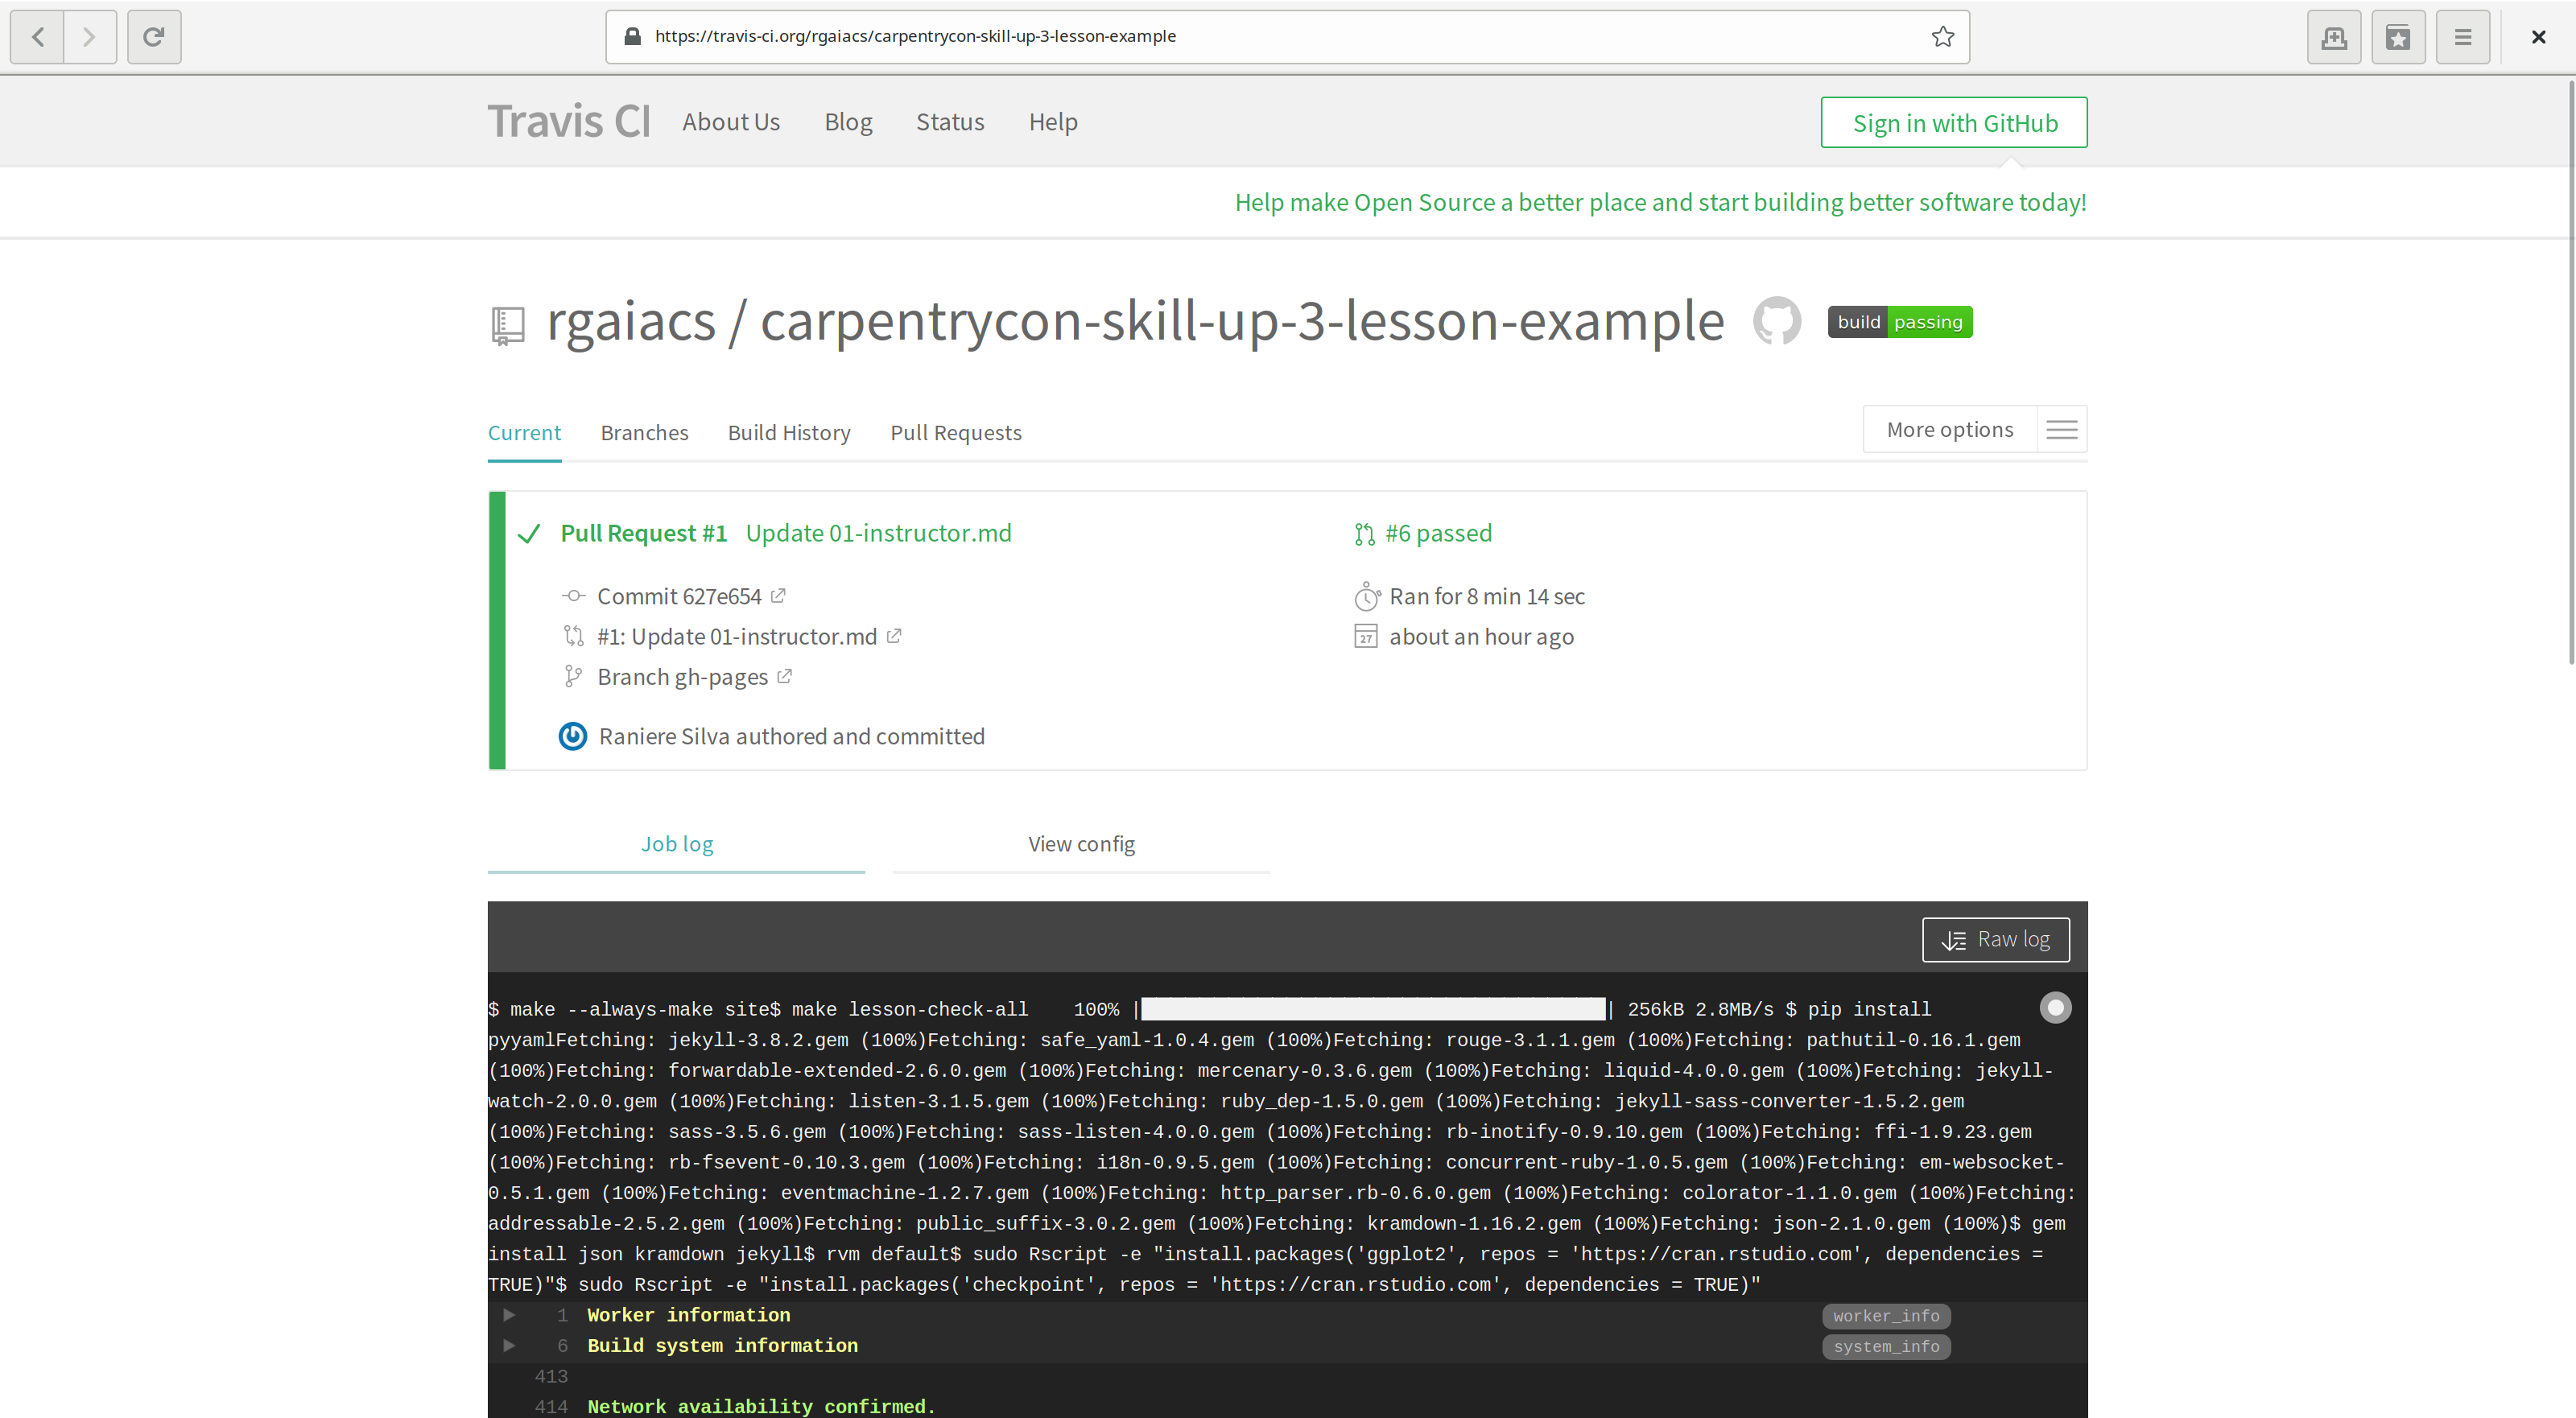 https://travis-ci.org/rgaiacs/carpentrycon-skill-up-3-lesson-example
Travis CI About Us Blog Status Help Sign in with GitHub
Help make Open Source a better place and start building better software today!
rgaiacs / carpentrycon-skill-up-3-lesson-example build passing
Current Branches Build History Pull Requests More options
Pull Request #1 Update 01-instructor.md #6 passed
Commit 627e654 Ran for 8 min 14 sec
#1: Update 01-instructor.md 27 about an hour ago
Branch gh-pages
Raniere Silva authored and committed
Job log View config
Raw log
$ make --always-make site$ make lesson-check-all 100% |████████████████████████████████| 256kB 2.8MB/s $ pip install
pyyamlFetching: jekyll-3.8.2.gem (100%)Fetching: safe_yaml-1.0.4.gem (100%)Fetching: rouge-3.1.1.gem (100%)Fetching: pathutil-0.16.1.gem
(100%)Fetching: forwardable-extended-2.6.0.gem (100%)Fetching: mercenary-0.3.6.gem (100%)Fetching: liquid-4.0.0.gem (100%)Fetching: jekyll-
watch-2.0.0.gem (100%)Fetching: listen-3.1.5.gem (100%)Fetching: ruby_dep-1.5.0.gem (100%)Fetching: jekyll-sass-converter-1.5.2.gem
(100%)Fetching: sass-3.5.6.gem (100%)Fetching: sass-listen-4.0.0.gem (100%)Fetching: rb-inotify-0.9.10.gem (100%)Fetching: ffi-1.9.23.gem
(100%)Fetching: rb-fsevent-0.10.3.gem (100%)Fetching: i18n-0.9.5.gem (100%)Fetching: concurrent-ruby-1.0.5.gem (100%)Fetching: em-websocket-
0.5.1.gem (100%)Fetching: eventmachine-1.2.7.gem (100%)Fetching: http_parser.rb-0.6.0.gem (100%)Fetching: colorator-1.1.0.gem (100%)Fetching:
addressable-2.5.2.gem (100%)Fetching: public_suffix-3.0.2.gem (100%)Fetching: kramdown-1.16.2.gem (100%)Fetching: json-2.1.0.gem (100%)$ gem
install json kramdown jekyll$ rvm default$ sudo Rscript -e "install.packages('ggplot2', repos = 'https://cran.rstudio.com', dependencies =
TRUE)"$ sudo Rscript -e "install.packages('checkpoint', repos = 'https://cran.rstudio.com', dependencies = TRUE)"
1 Worker information worker_info
6 Build system information system_info
413
414 Network availability confirmed.